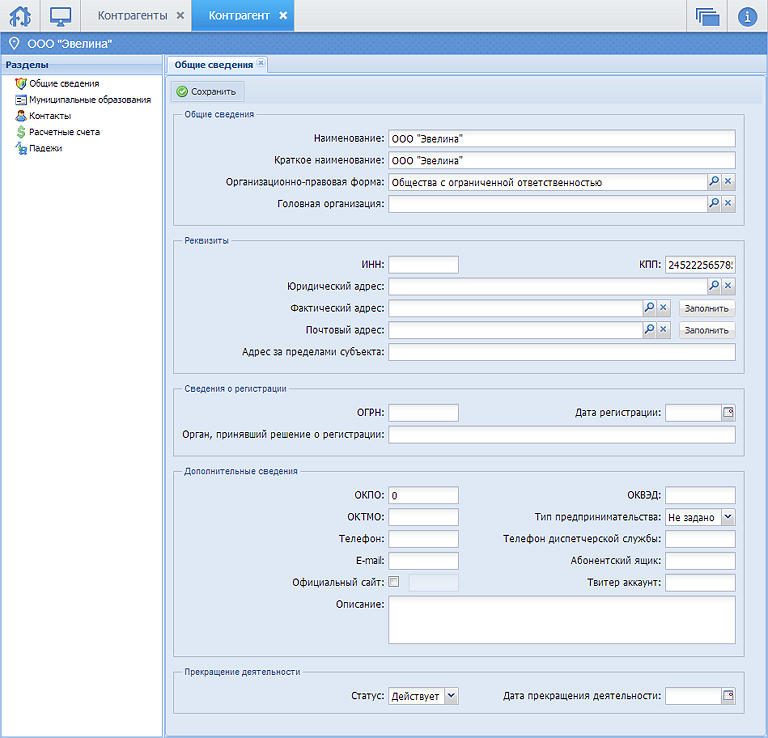 Контрагенты
Контрагент
ООО "Эвелина"
Разделы
Общие сведения
Муниципальные образования
Контакты
Расчетные счета
Падежи
Общие сведения
Сохранить
Общие сведения
Наименование: ООО "Эвелина"
Краткое наименование: ООО "Эвелина"
Организационно-правовая форма: Общества с ограниченной ответственностью
Головная организация:
Реквизиты
ИНН: КПП: 2452225657
Юридический адрес:
Фактический адрес: Заполнить
Почтовый адрес: Заполнить
Адрес за пределами субъекта:
Сведения о регистрации
ОГРН: Дата регистрации:
Орган, принявший решение о регистрации:
Дополнительные сведения
ОКПО: 0 ОКВЭД:
ОКТМО: Тип предпринимательства: Не задано
Телефон: Телефон диспетчерской службы:
E-mail: Абонентский ящик:
Официальный сайт: Твитер аккаунт:
Описание:
Прекращение деятельности
Статус: Действует Дата прекращения деятельности: